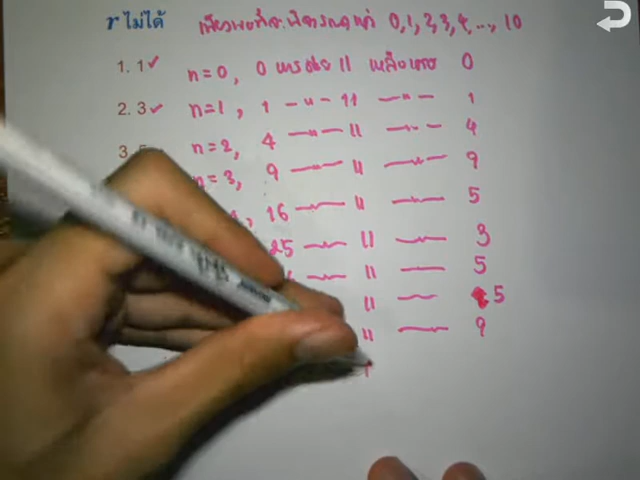 r ไม่ได้ เพียงพอที่จะพิจารณาแค่ 0,1,2,3,4,...,10
1. 1✓ n=0, 0 หารด้วย 11 เหลือเศษ 0
2. 3✓ n=1, 1 —〃— 11 —〃— 1
3. n=2, 4 —〃— 11 —〃— 4
n=3, 9 —〃— 11 —〃— 9
, 16 —〃— 11 —— 5
25 —— 11 —— 3
—— 11 —— 5
11 —— 5
11 —— 9